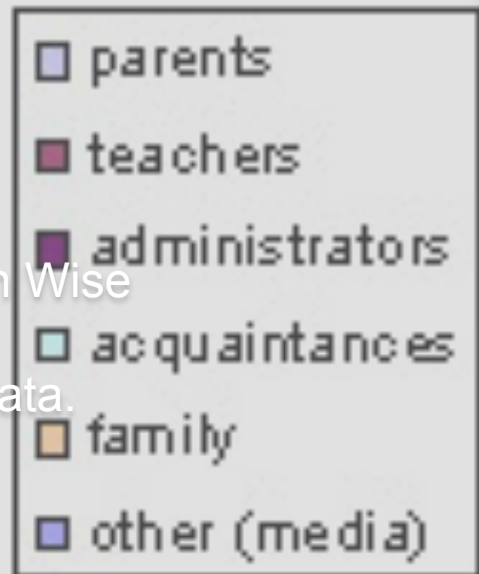 parents
teachers
administrators
n Wise
acquaintances
ata.
family
other (media)